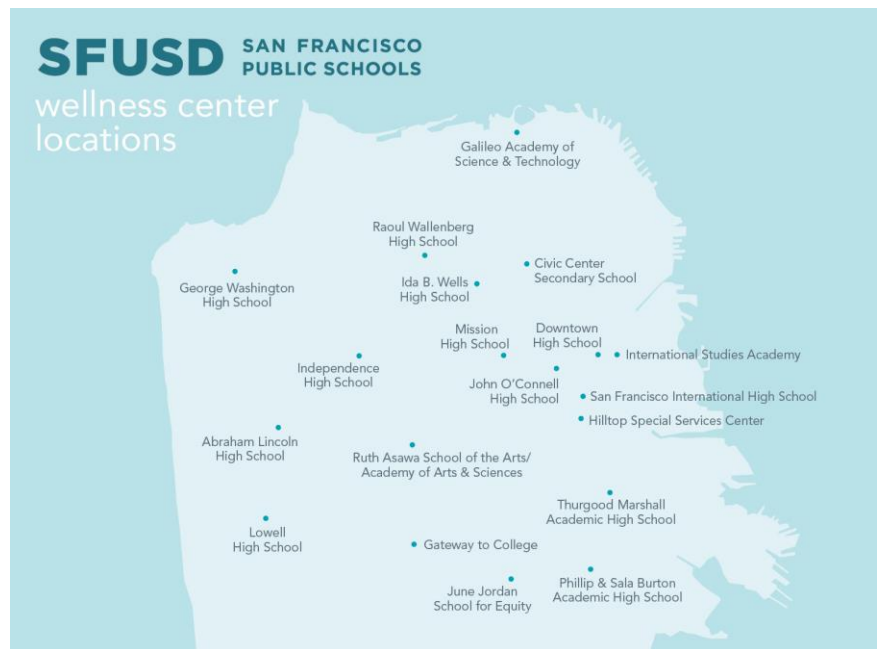 SFUSD
SAN FRANCISCO
PUBLIC SCHOOLS
wellness center
locations
Galileo Academy of
Science & Technology
Raoul Wallenberg
High School
Civic Center
Secondary School
George Washington
High School
Ida B. Wells
High School
Mission
High School
Downtown
High School
International Studies Academy
Independence
High School
John O'Connell
High School
San Francisco International High School
Hilltop Special Services Center
Abraham Lincoln
High School
Ruth Asawa School of the Arts/
Academy of Arts & Sciences
Thurgood Marshall
Academic High School
Lowell
High School
Gateway to College
June Jordan
School for Equity
Phillip & Sala Burton
Academic High School